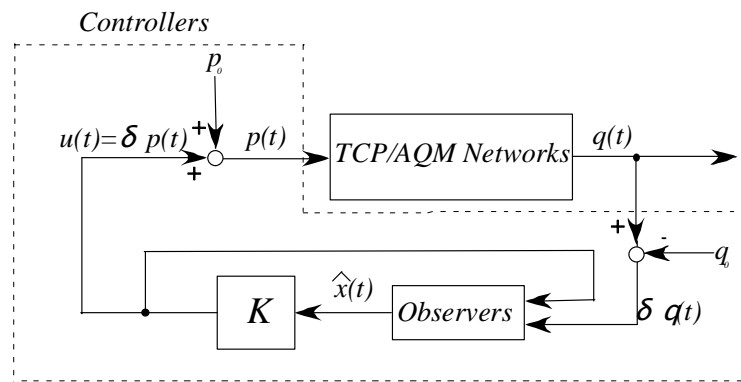 Controllers
p₀
+
u(t)=δ p(t)
+
p(t)
TCP/AQM Networks
q(t)
+
-
q₀
δ q(t)
Observers
x̂(t)
K